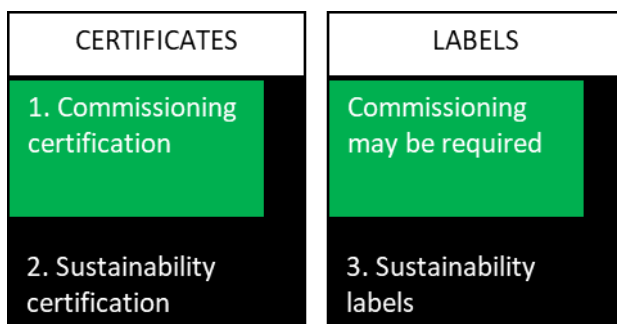 CERTIFICATES
1. Commissioning
certification
2. Sustainability
certification
LABELS
Commissioning
may be required
3. Sustainability
labels